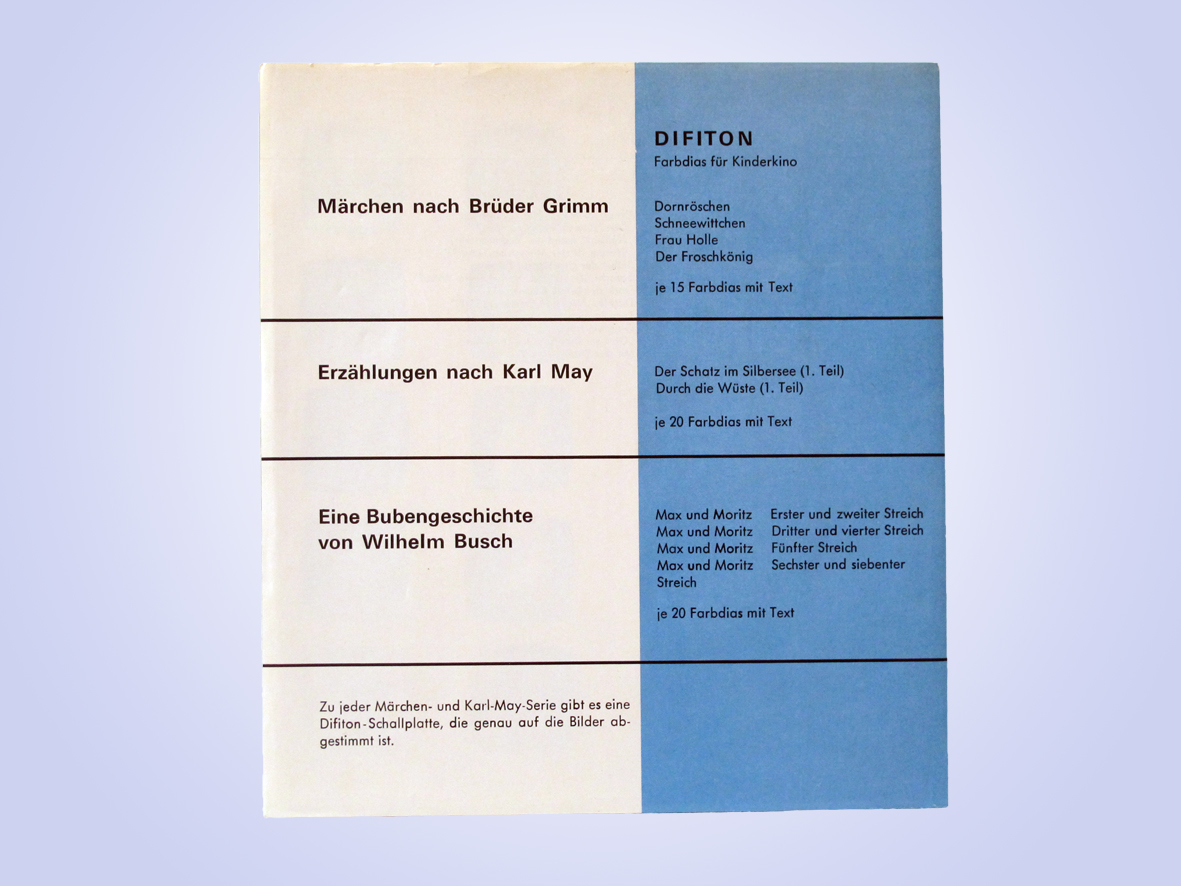 DIFITON
Farbdias für Kinderkino
Märchen nach Brüder Grimm
Dornröschen
Schneewittchen
Frau Holle
Der Froschkönig
je 15 Farbdias mit Text
Erzählungen nach Karl May
Der Schatz im Silbersee (1. Teil)
Durch die Wüste (1. Teil)
je 20 Farbdias mit Text
Eine Bubengeschichte
von Wilhelm Busch
Max und Moritz Erster und zweiter Streich
Max und Moritz Dritter und vierter Streich
Max und Moritz Fünfter Streich
Max und Moritz Sechster und siebenter
Streich
je 20 Farbdias mit Text
Zu jeder Märchen- und Karl-May-Serie gibt es eine
Difiton-Schallplatte, die genau auf die Bilder ab-
gestimmt ist.